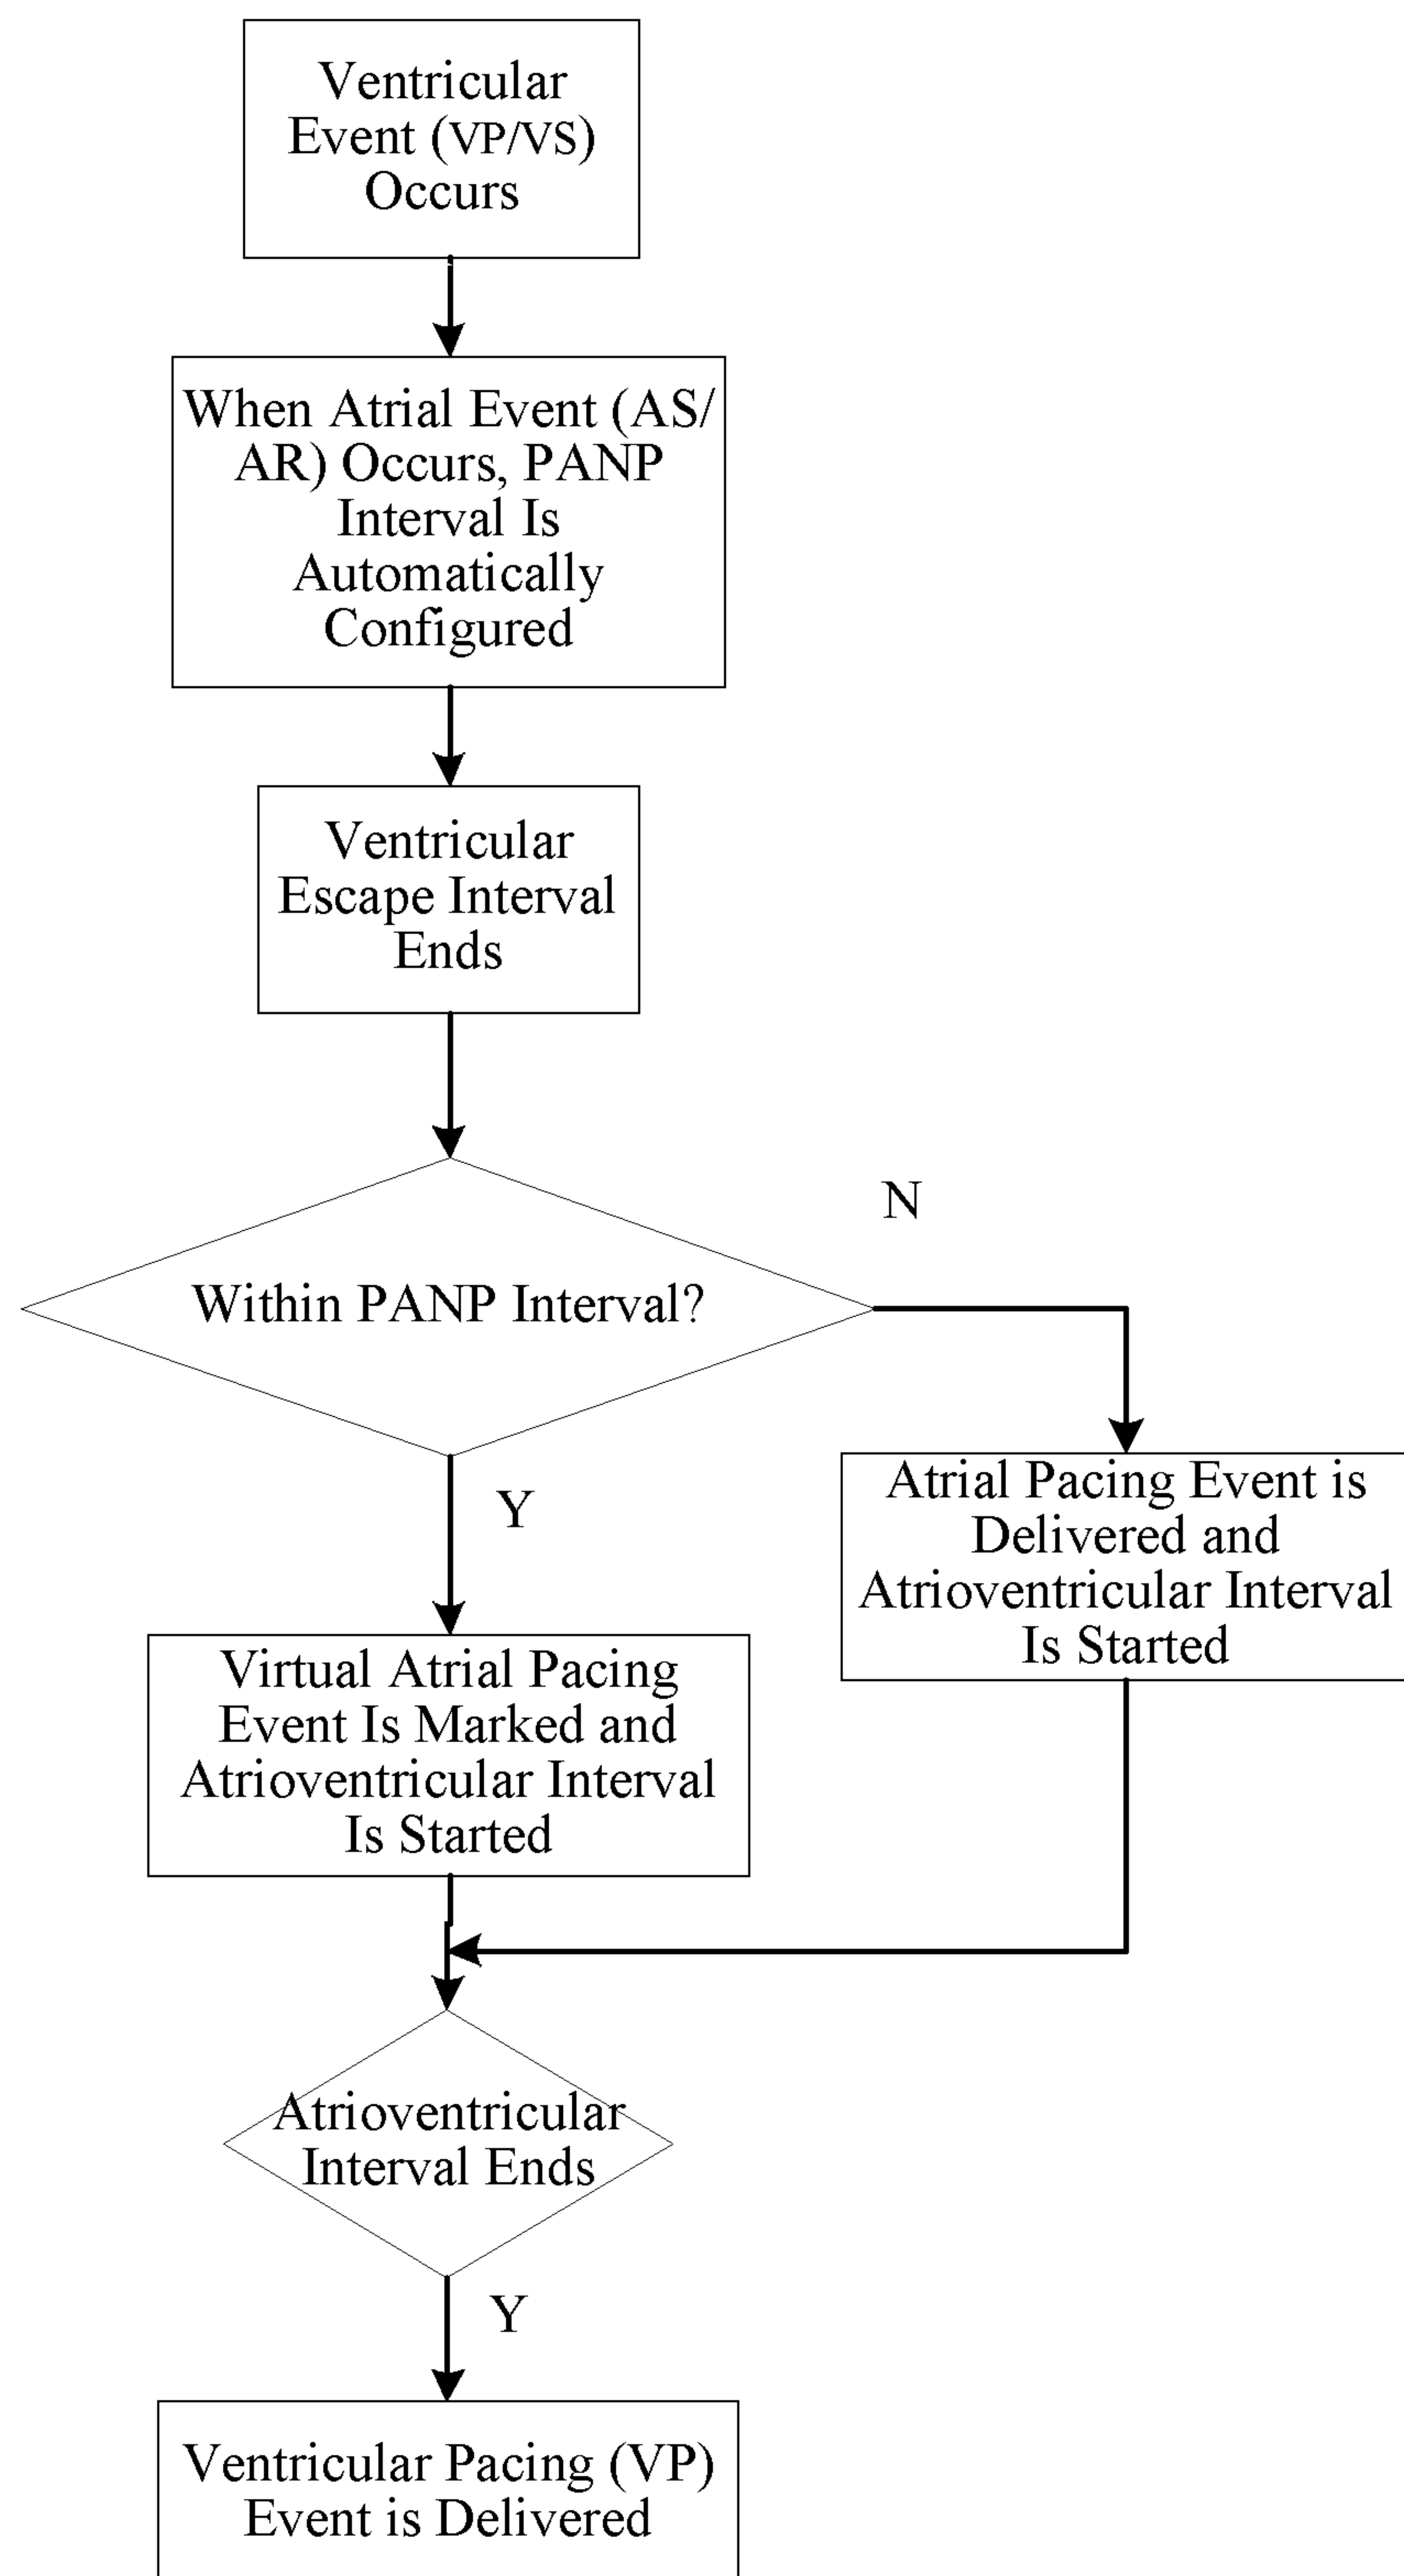 Ventricular
Event (VP/VS)
Occurs
When Atrial Event (AS/
AR) Occurs, PANP
Interval Is
Automatically
Configured
Ventricular
Escape Interval
Ends
Within PANP Interval?
N
Y
Atrial Pacing Event is
Delivered and
Atrioventricular Interval
Is Started
Virtual Atrial Pacing
Event Is Marked and
Atrioventricular Interval
Is Started
Atrioventricular
Interval Ends
Y
Ventricular Pacing (VP)
Event is Delivered